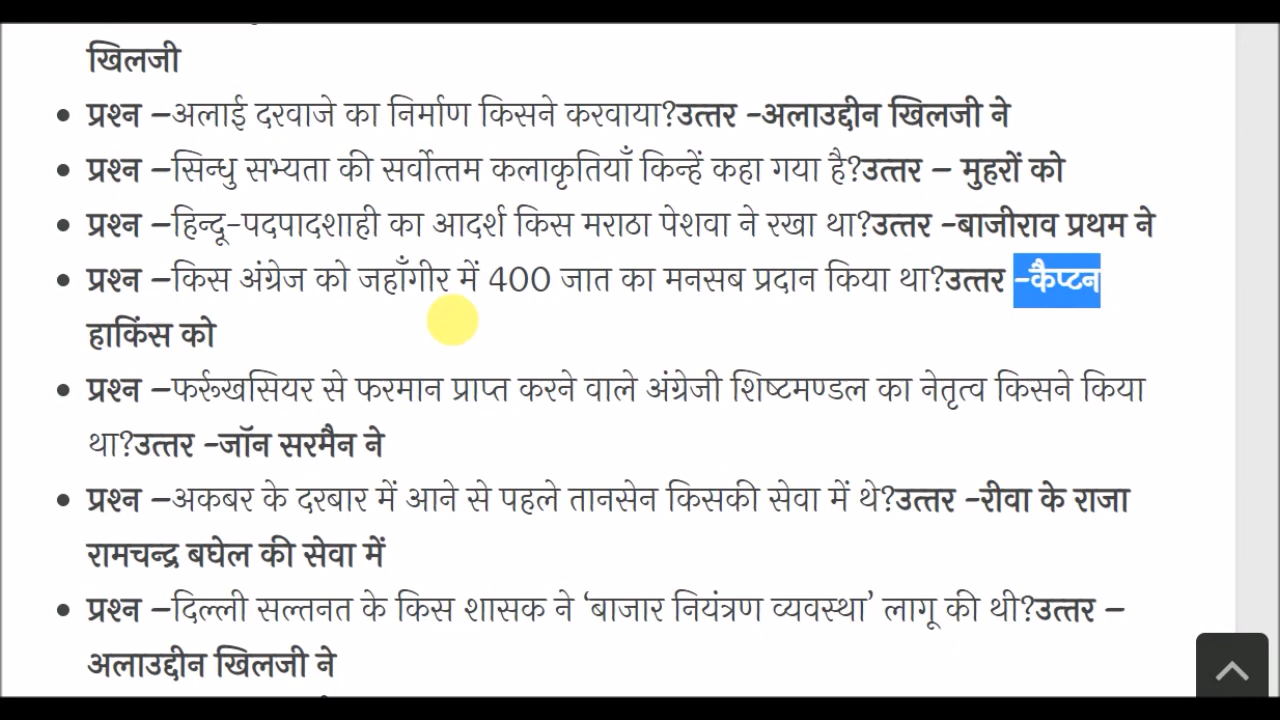 खिलजी
प्रश्न –अलाई दरवाजे का निर्माण किसने करवाया?उत्तर -अलाउद्दीन खिलजी ने
प्रश्न –सिन्धु सभ्यता की सर्वोत्तम कलाकृतियाँ किन्हें कहा गया है?उत्तर – मुहरों को
प्रश्न –हिन्दू-पदपादशाही का आदर्श किस मराठा पेशवा ने रखा था?उत्तर -बाजीराव प्रथम ने
प्रश्न –किस अंग्रेज को जहाँगीर में 400 जात का मनसब प्रदान किया था?उत्तर -कैप्टन
हाकिंस को
प्रश्न –फर्रूखसियर से फरमान प्राप्त करने वाले अंग्रेजी शिष्टमण्डल का नेतृत्व किसने किया
था?उत्तर -जॉन सरमैन ने
प्रश्न –अकबर के दरबार में आने से पहले तानसेन किसकी सेवा में थे?उत्तर -रीवा के राजा
रामचन्द्र बघेल की सेवा में
प्रश्न –दिल्ली सल्तनत के किस शासक ने ‘बाजार नियंत्रण व्यवस्था’ लागू की थी?उत्तर –
अलाउद्दीन खिलजी ने